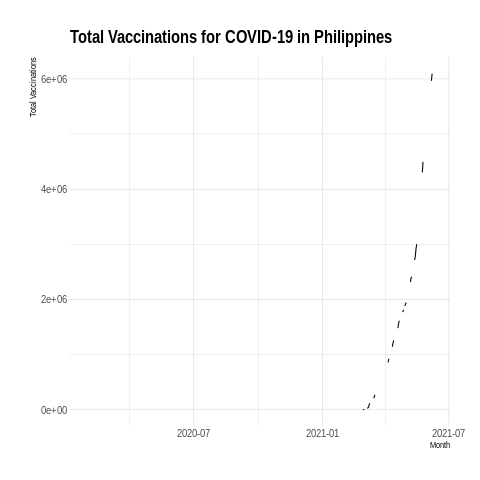 Total Vaccinations for COVID-19 in Philippines
Total Vaccinations
6e+06
4e+06
2e+06
0e+00
2020-07
2021-01
2021-07
Month